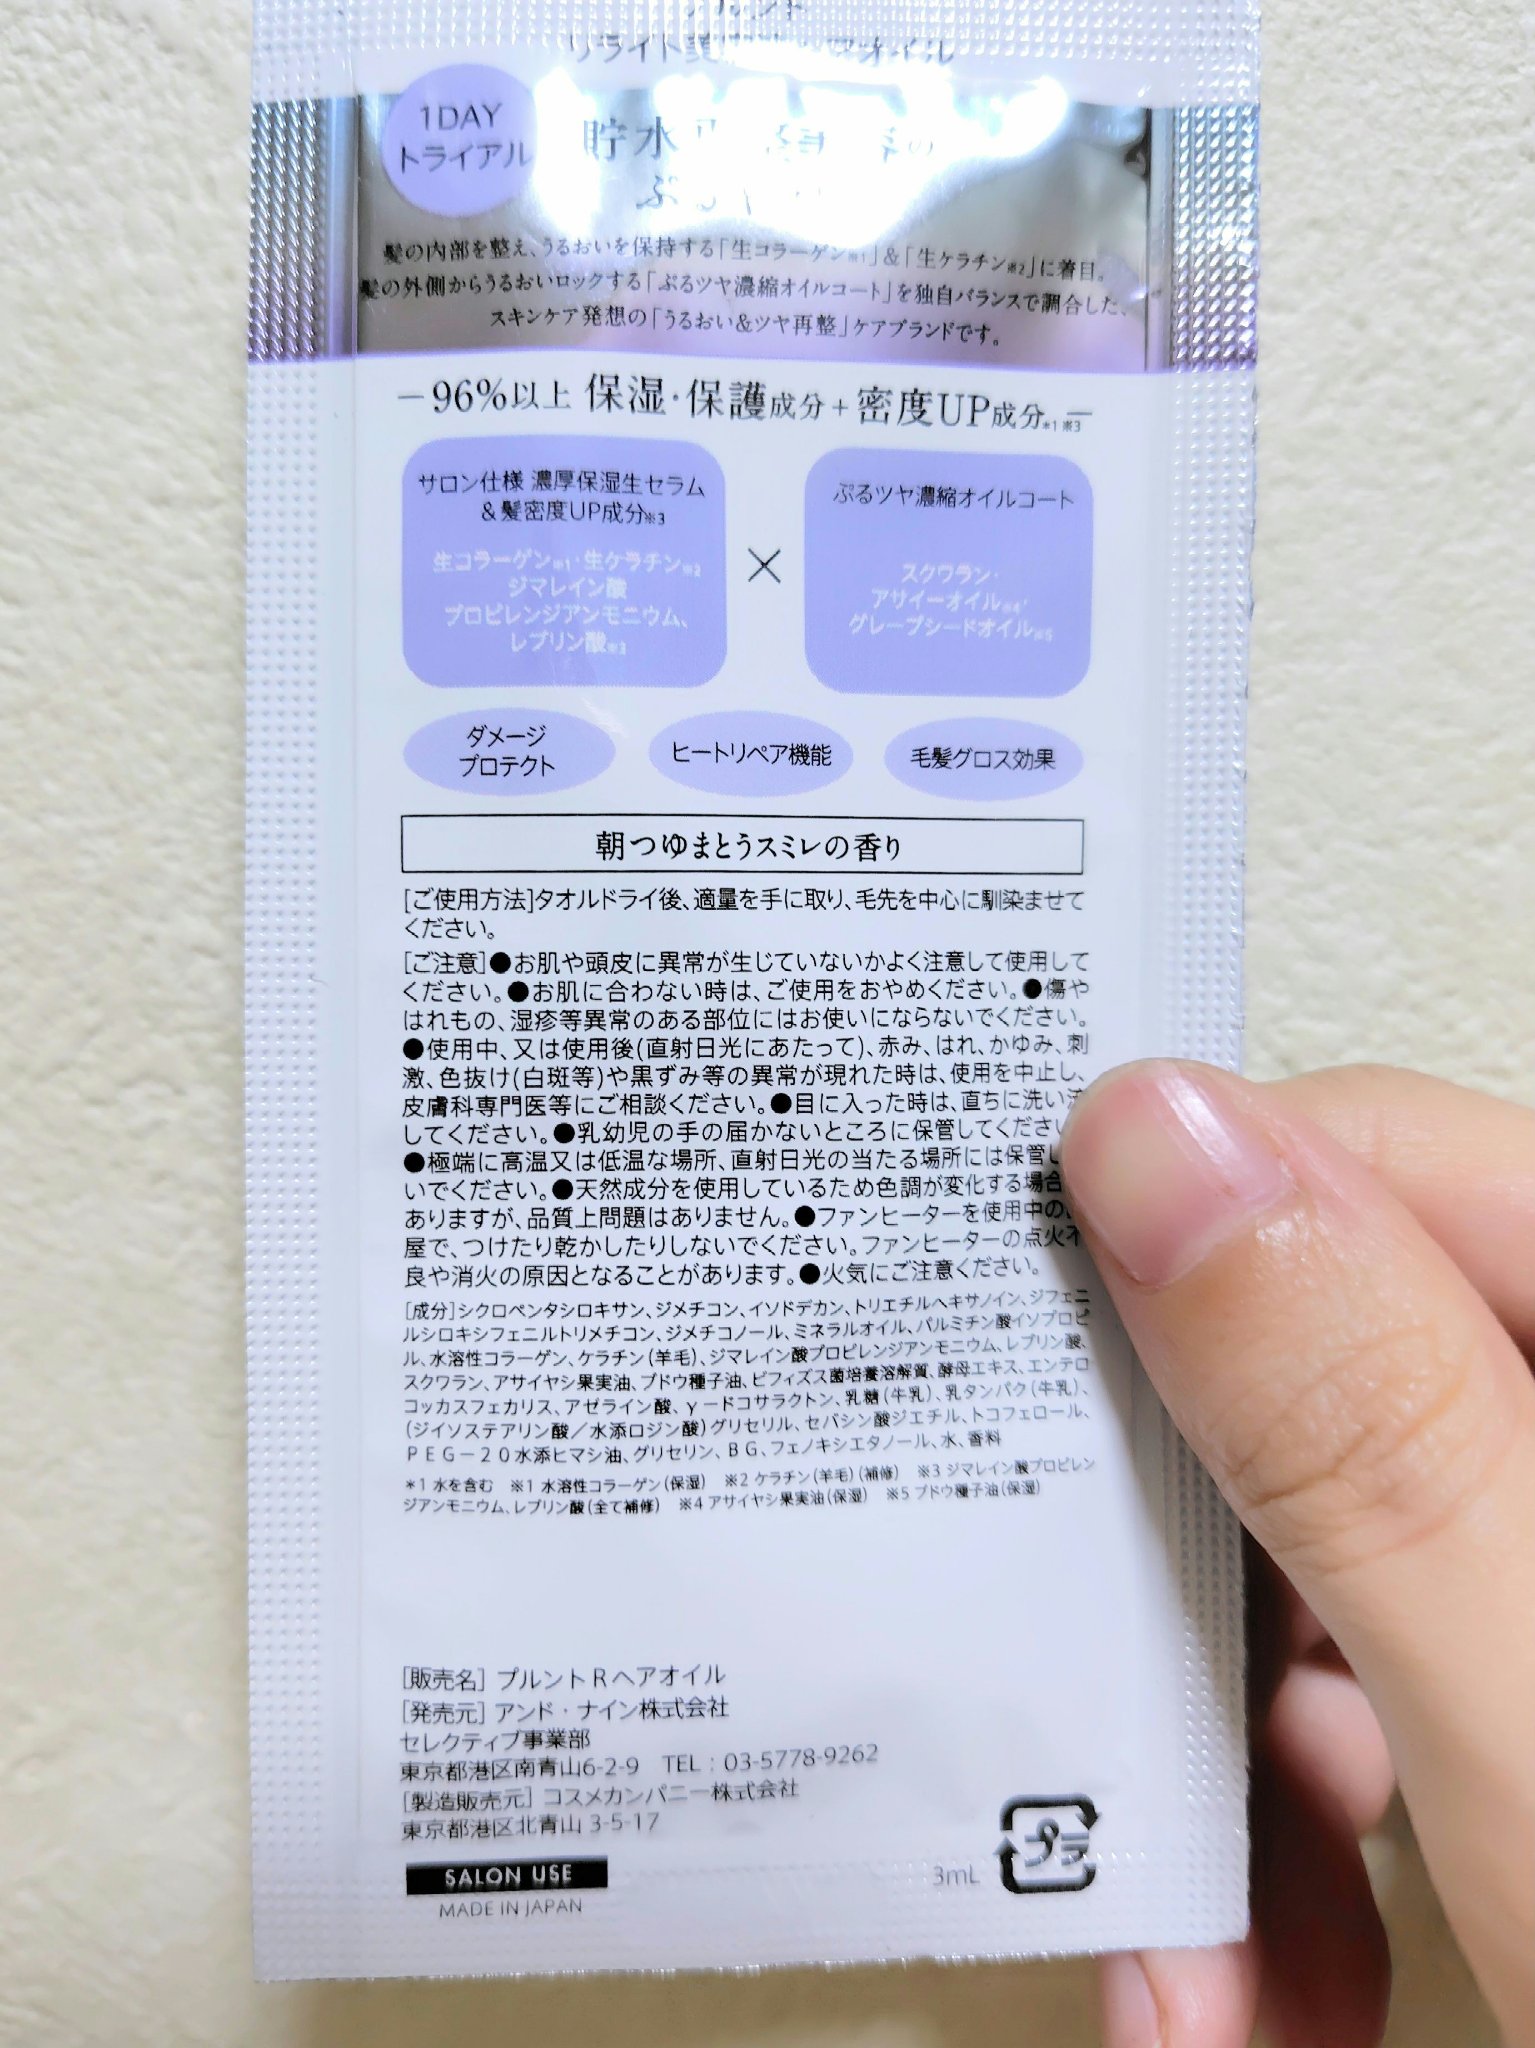 プルント
リライト美 オイル
1DAY
トライアル
貯水 の
髪の内部を整え、うるおいを保持する「生コラーゲン※1」&「生ケラチン※2」に着目。
髪の外側からうるおいロックする「ぷるツヤ濃縮オイルコート」を独自バランスで調合した、
スキンケア発想の「うるおい&ツヤ再整」ケアブランドです。
―96%以上 保湿・保護成分+密度UP成分*1 ※3―
サロン仕様 濃厚保湿生セラム
&髪密度UP成分※3
生コラーゲン※1・生ケラチン※2
ジマレイン酸
プロピレンジアンモニウム、
レブリン酸※3
×
ぷるツヤ濃縮オイルコート
スクワラン・
アサイーオイル※4・
グレープシードオイル※5
ダメージ
プロテクト
ヒートリペア機能
毛髪グロス効果
朝つゆまとうスミレの香り
[ご使用方法]タオルドライ後、適量を手に取り、毛先を中心に馴染ませて
ください。
[ご注意]●お肌や頭皮に異常が生じていないかよく注意して使用して
ください。●お肌に合わない時は、ご使用をおやめください。●傷や
はれもの、湿疹等異常のある部位にはお使いにならないでください。
●使用中、又は使用後(直射日光にあたって)、赤み、はれ、かゆみ、刺
激、色抜け(白斑等)や黒ずみ等の異常が現れた時は、使用を中止し、
皮膚科専門医等にご相談ください。●目に入った時は、直ちに洗い流
してください。●乳幼児の手の届かないところに保管してください
●極端に高温又は低温な場所、直射日光の当たる場所には保管し
いでください。●天然成分を使用しているため色調が変化する場合
ありますが、品質上問題はありません。●ファンヒーターを使用中の
屋で、つけたり乾かしたりしないでください。ファンヒーターの点火不
良や消火の原因となることがあります。●火気にご注意ください。
[成分]シクロペンタシロキサン、ジメチコン、イソドデカン、トリエチルヘキサノイン、ジフェニ
ルシロキシフェニルトリメチコン、ジメチコノール、ミネラルオイル、パルミチン酸イソプロピ
ル、水溶性コラーゲン、ケラチン(羊毛)、ジマレイン酸プロピレンジアンモニウム、レブリン酸、
スクワラン、アサイヤシ果実油、ブドウ種子油、ビフィズス菌培養溶解質、酵母エキス、エンテロ
コッカスフェカリス、アゼライン酸、γ-ドコサラクトン、乳糖(牛乳)、乳タンパク(牛乳)、
(ジイソステアリン酸/水添ロジン酸)グリセリル、セバシン酸ジエチル、トコフェロール、
PEG-20水添ヒマシ油、グリセリン、BG、フェノキシエタノール、水、香料
*1 水を含む ※1 水溶性コラーゲン(保湿) ※2 ケラチン(羊毛)(補修) ※3 ジマレイン酸プロピレン
ジアンモニウム、レブリン酸(全て補修) ※4 アサイヤシ果実油(保湿) ※5 ブドウ種子油(保湿)
[販売名] プルント R ヘアオイル
[発売元] アンド・ナイン株式会社
セレクティブ事業部
東京都港区南青山6-2-9 TEL : 03-5778-9262
[製造販売元] コスメカンパニー株式会社
東京都港区北青山 3-5-17
SALON USE
MADE IN JAPAN
3mL
プラ